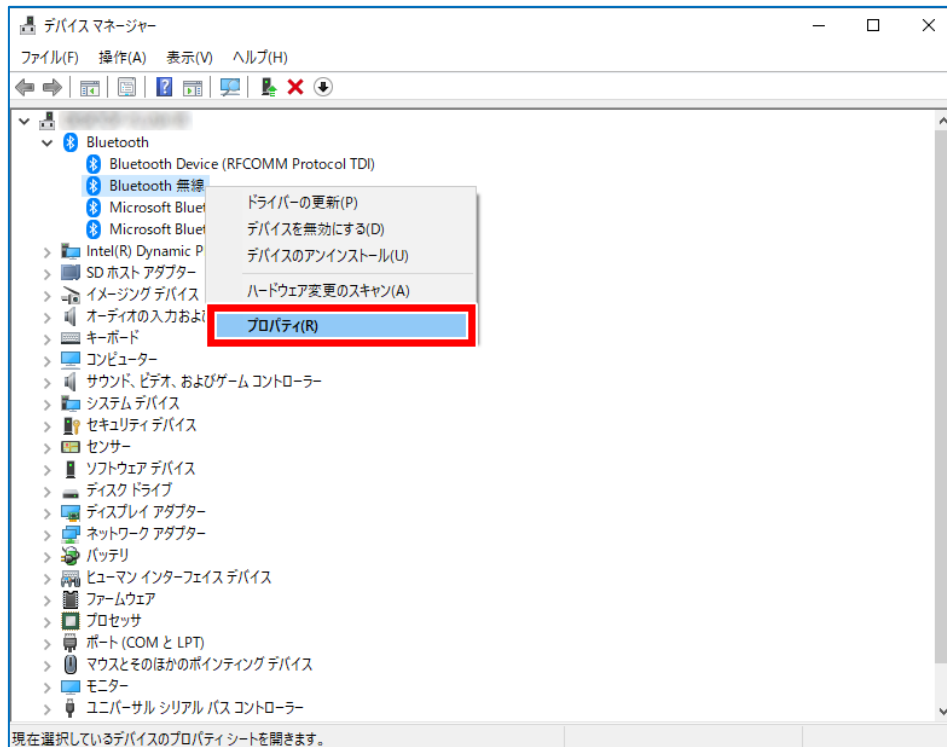 デバイス マネージャー
ファイル(F) 操作(A) 表示(V) ヘルプ(H)
Bluetooth
Bluetooth Device (RFCOMM Protocol TDI)
Bluetooth 無線
Microsoft Bluet
Microsoft Bluet
ドライバーの更新(P)
デバイスを無効にする(D)
デバイスのアンインストール(U)
ハードウェア変更のスキャン(A)
プロパティ(R)
Intel(R) Dynamic P
SD ホスト アダプター
イメージング デバイス
オーディオの入力およ
キーボード
コンピューター
サウンド、ビデオ、およびゲーム コントローラー
システム デバイス
セキュリティ デバイス
センサー
ソフトウェア デバイス
ディスク ドライブ
ディスプレイ アダプター
ネットワーク アダプター
バッテリ
ヒューマン インターフェイス デバイス
ファームウェア
プロセッサ
ポート (COM と LPT)
マウスとそのほかのポインティング デバイス
モニター
ユニバーサル シリアル バス コントローラー
現在選択しているデバイスのプロパティ シートを開きます。